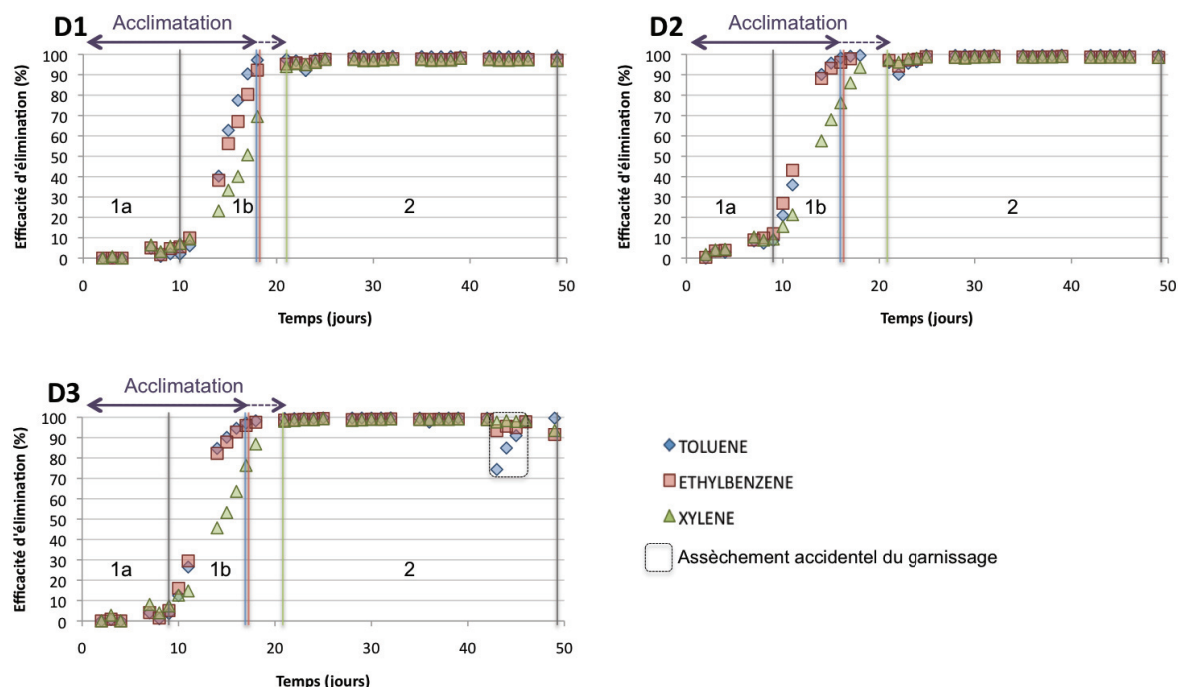 D1
Acclimatation
Efficacité d'élimination (%)
100
90
80
70
60
50
40
30
20
10
0
1a
1b
2
0 10 20 30 40 50
Temps (jours)
D2
Acclimatation
Efficacité d'élimination (%)
100
90
80
70
60
50
40
30
20
10
0
1a
1b
2
0 10 20 30 40 50
Temps (jours)
D3
Acclimatation
Efficacité d'élimination (%)
100
90
80
70
60
50
40
30
20
10
0
1a
1b
2
0 10 20 30 40 50
Temps (jours)
TOLUENE
ETHYLBENZENE
XYLENE
Assèchement accidentel du garnissage